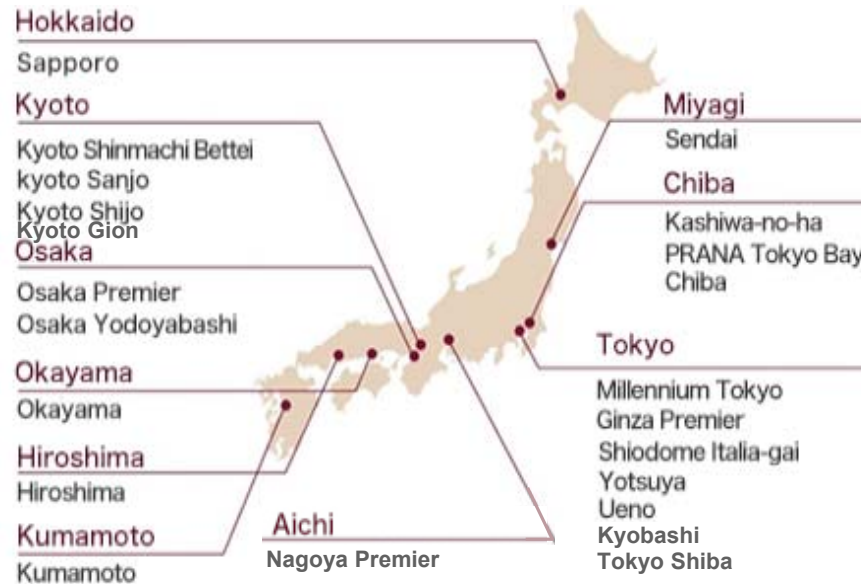 Hokkaido
Sapporo
Kyoto
Kyoto Shinmachi Bettei
kyoto Sanjo
Kyoto Shijo
Kyoto Gion
Osaka
Osaka Premier
Osaka Yodoyabashi
Okayama
Okayama
Hiroshima
Hiroshima
Kumamoto
Kumamoto
Aichi
Nagoya Premier
Miyagi
Sendai
Chiba
Kashiwa-no-ha
PRANA Tokyo Bay
Chiba
Tokyo
Millennium Tokyo
Ginza Premier
Shiodome Italia-gai
Yotsuya
Ueno
Kyobashi
Tokyo Shiba